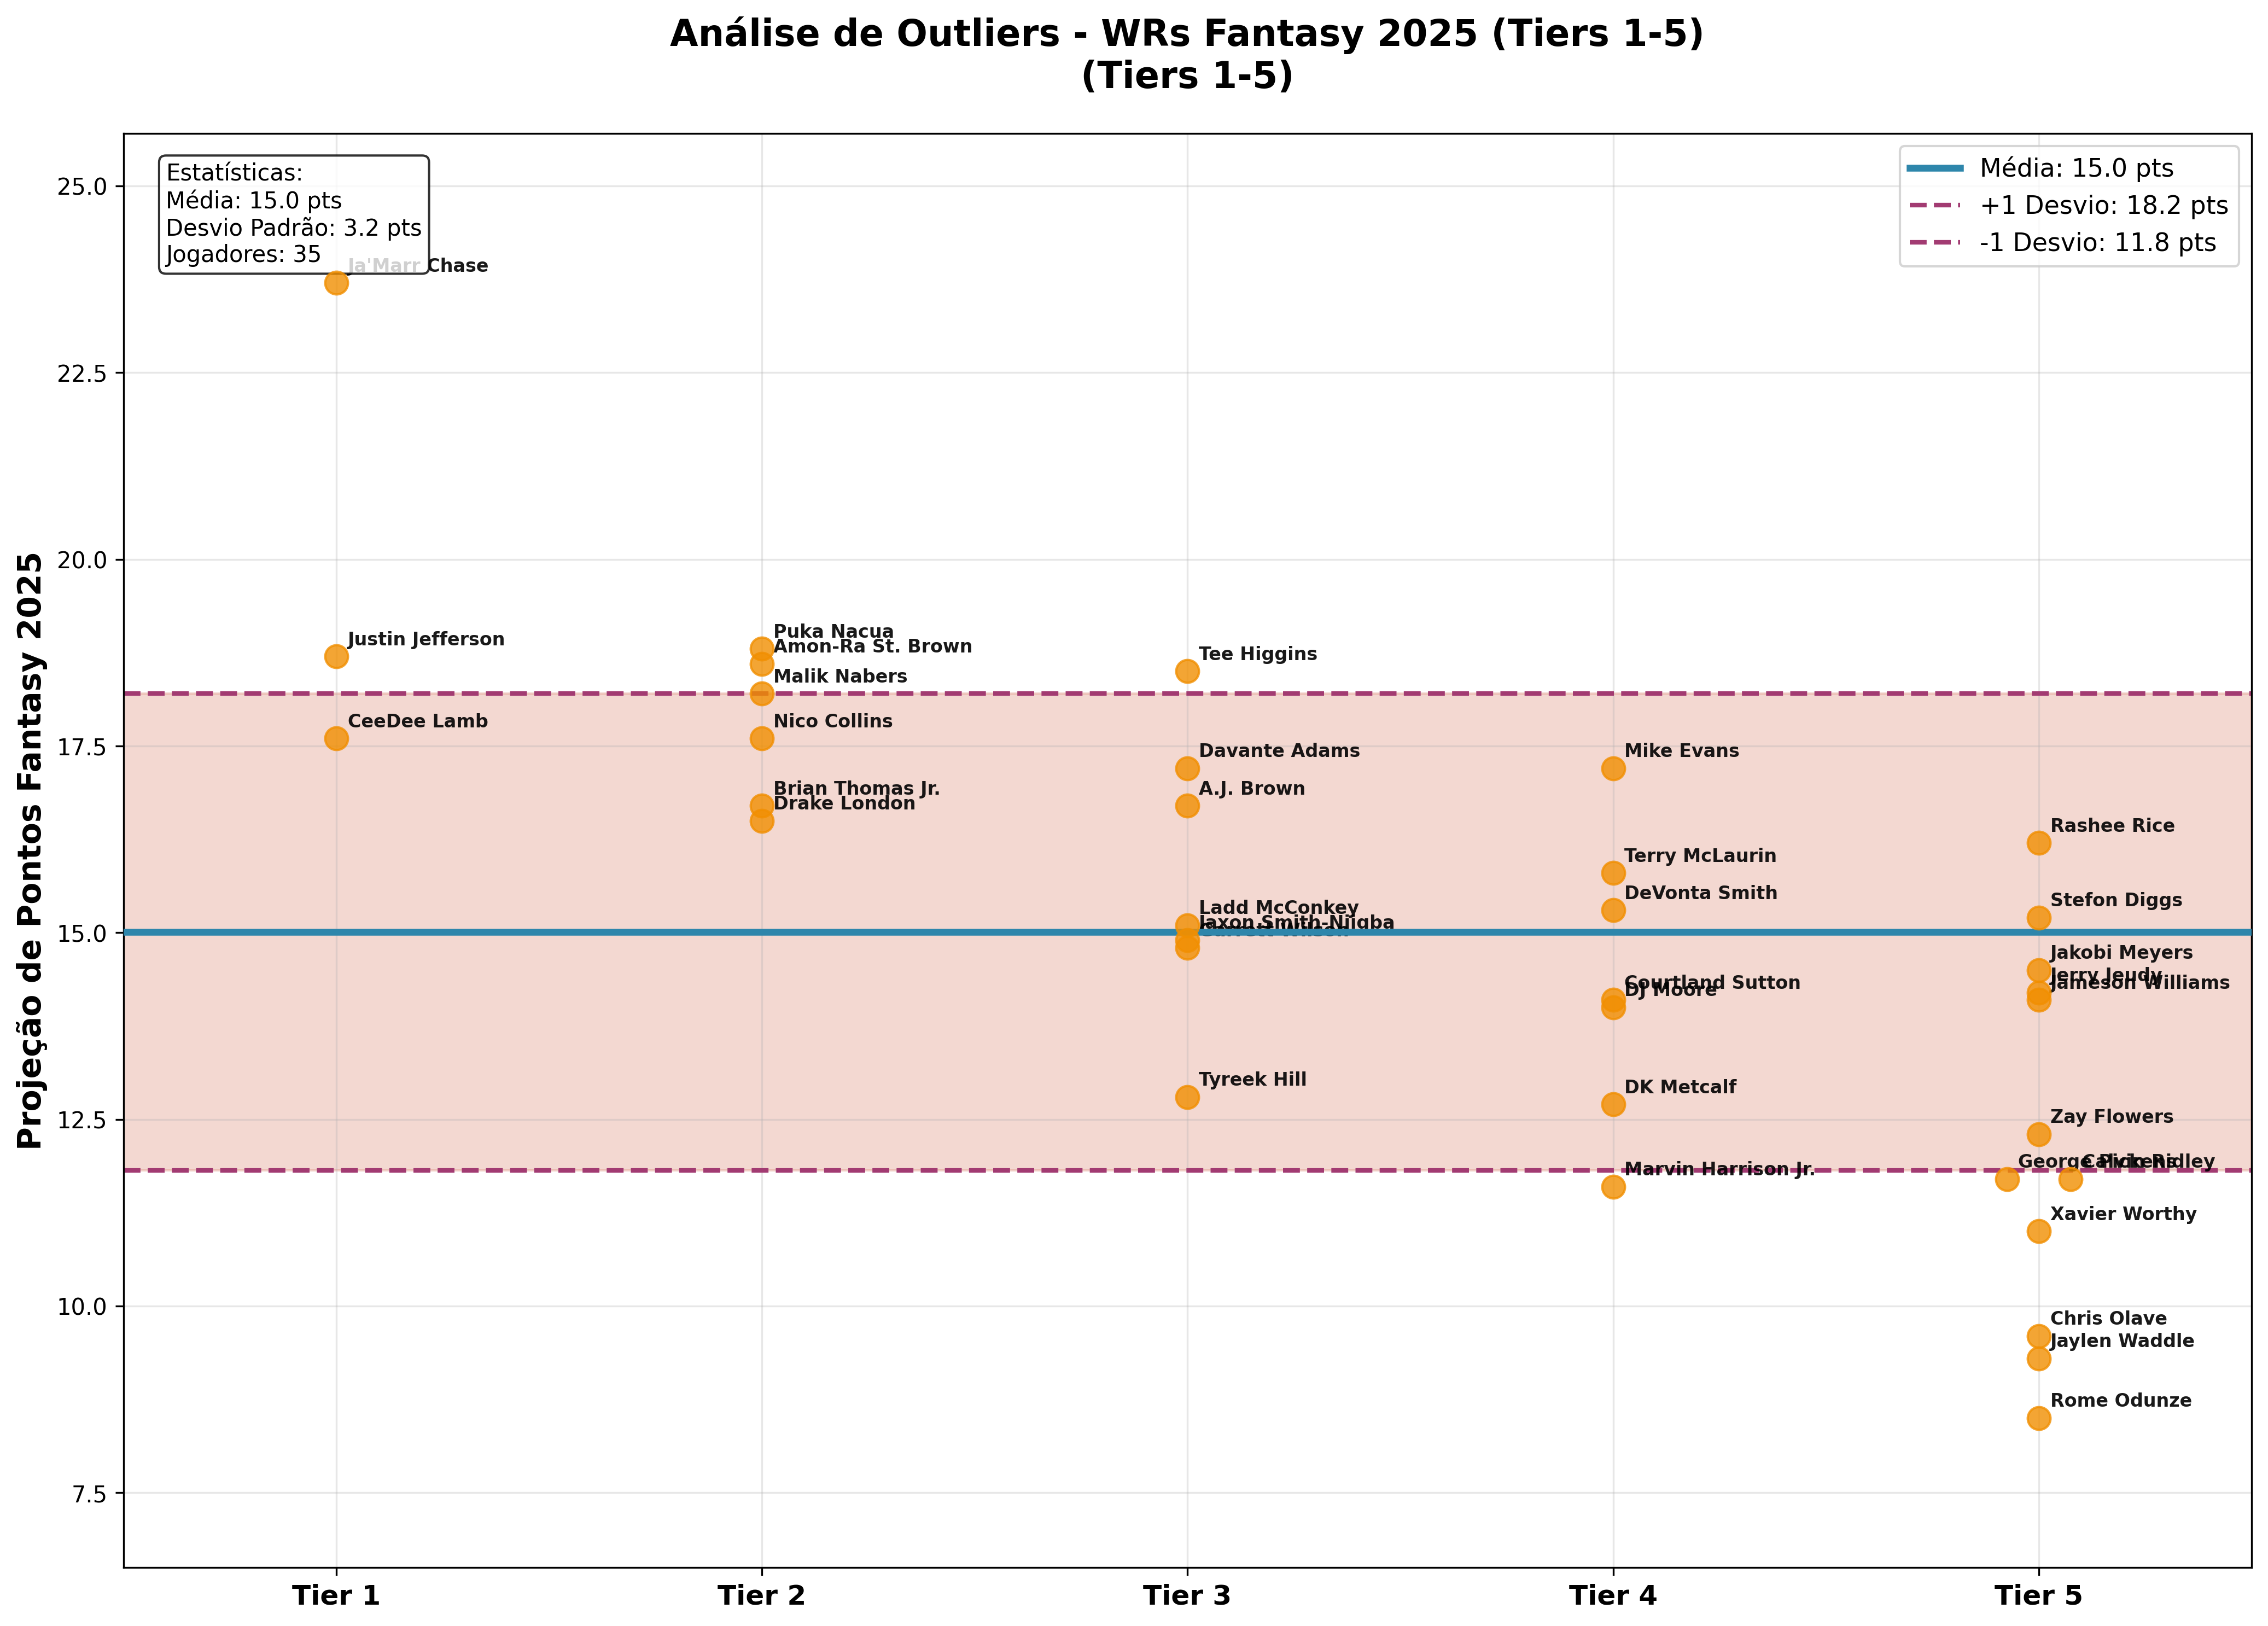 Análise de Outliers - WRs Fantasy 2025 (Tiers 1-5)
(Tiers 1-5)
Estatísticas:
Média: 15.0 pts
Desvio Padrão: 3.2 pts
Jogadores: 35
Média: 15.0 pts
+1 Desvio: 18.2 pts
-1 Desvio: 11.8 pts
Projeção de Pontos Fantasy 2025
25.0
22.5
20.0
17.5
15.0
12.5
10.0
7.5
Ja'Marr Chase
Justin Jefferson
CeeDee Lamb
Puka Nacua
Amon-Ra St. Brown
Malik Nabers
Nico Collins
Brian Thomas Jr.
Drake London
Tee Higgins
Davante Adams
A.J. Brown
Ladd McConkey
Jaxon Smith-Njigba
Garrett Wilson
Tyreek Hill
Mike Evans
Terry McLaurin
DeVonta Smith
Courtland Sutton
DJ Moore
DK Metcalf
Marvin Harrison Jr.
Rashee Rice
Stefon Diggs
Jakobi Meyers
Jerry Jeudy
Jameson Williams
Zay Flowers
George Pickens
Calvin Ridley
Xavier Worthy
Chris Olave
Jaylen Waddle
Rome Odunze
Tier 1
Tier 2
Tier 3
Tier 4
Tier 5